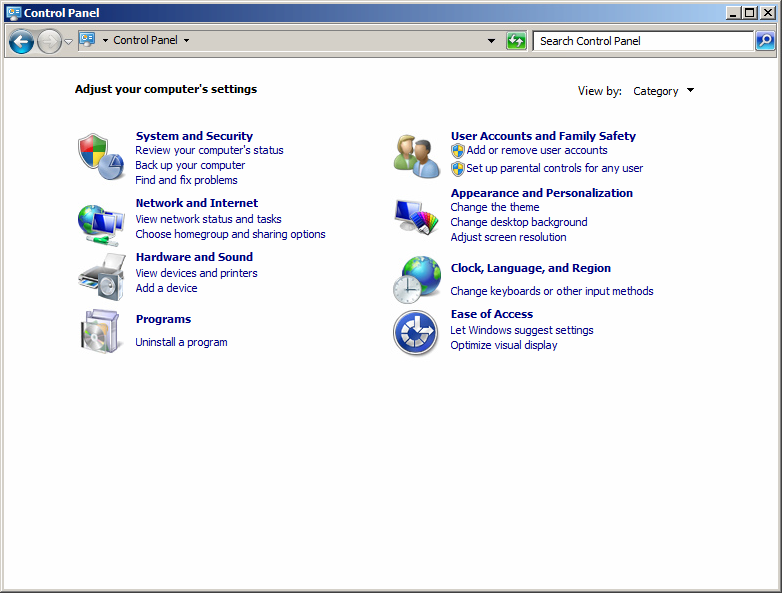 Control Panel
Control Panel
Search Control Panel
Adjust your computer's settings
View by: Category
System and Security
Review your computer's status
Back up your computer
Find and fix problems
Network and Internet
View network status and tasks
Choose homegroup and sharing options
Hardware and Sound
View devices and printers
Add a device
Programs
Uninstall a program
User Accounts and Family Safety
Add or remove user accounts
Set up parental controls for any user
Appearance and Personalization
Change the theme
Change desktop background
Adjust screen resolution
Clock, Language, and Region
Change keyboards or other input methods
Ease of Access
Let Windows suggest settings
Optimize visual display